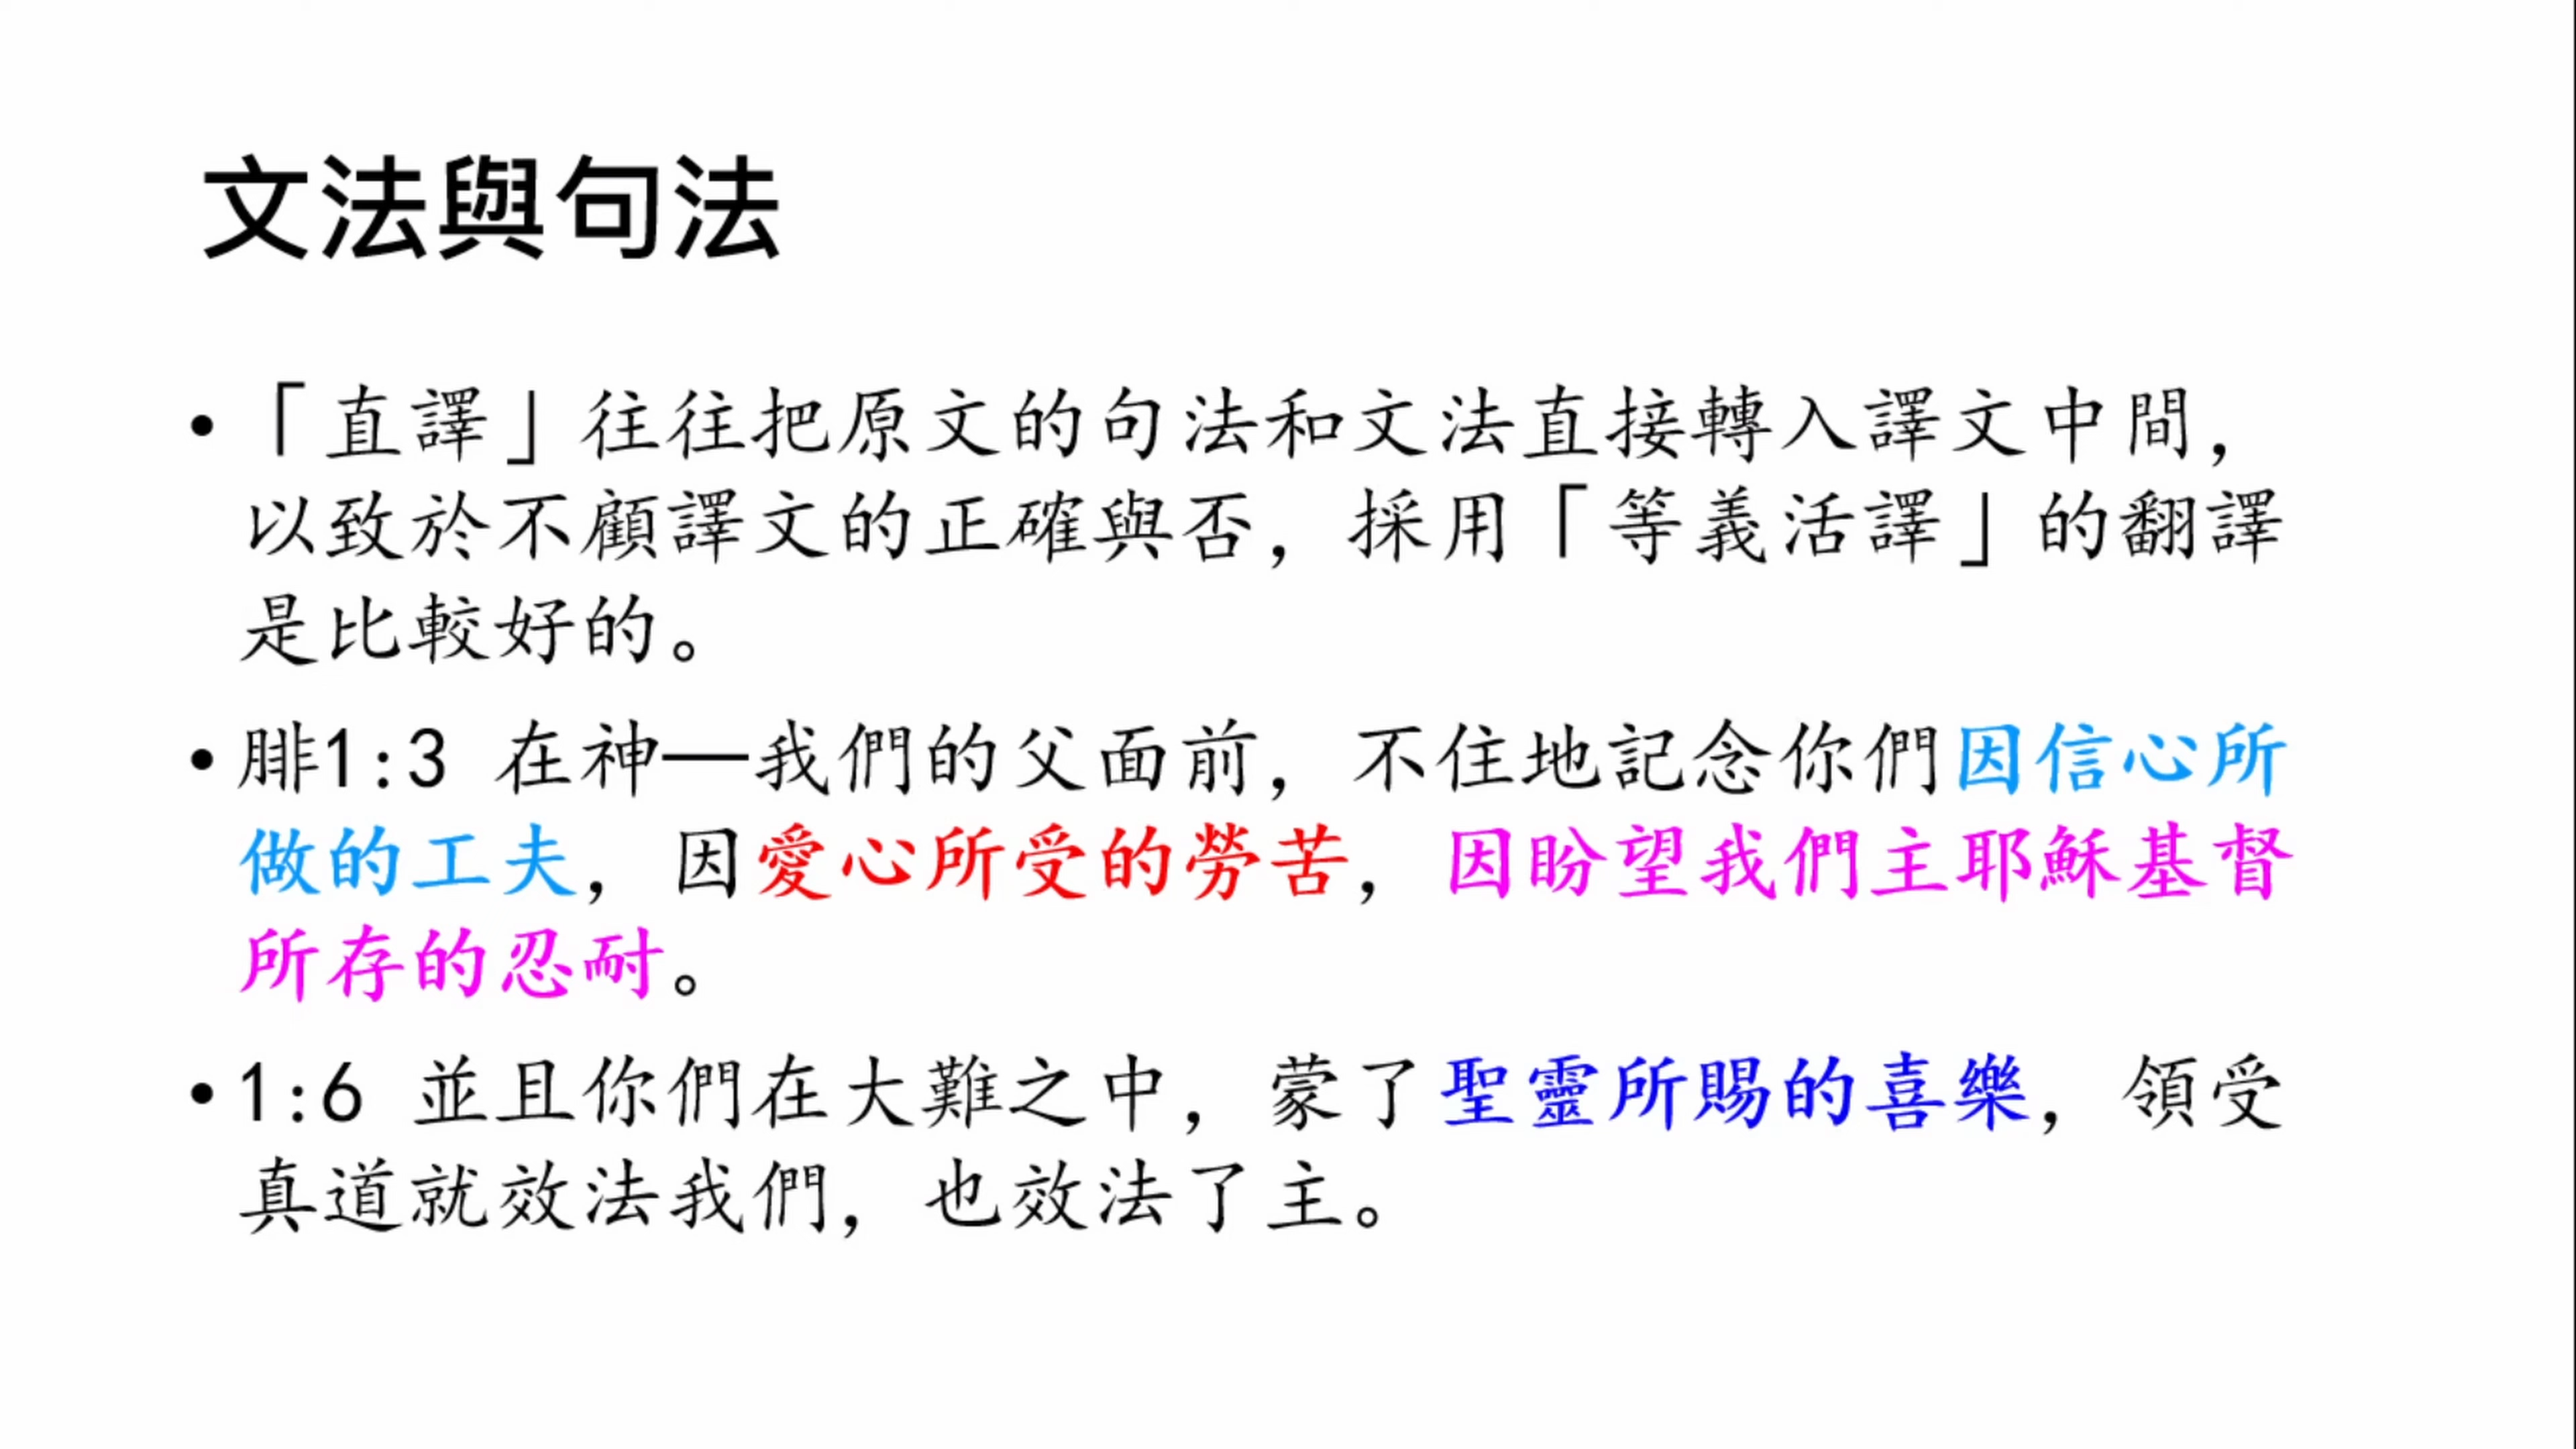 文法與句法
•「直譯」往往把原文的句法和文法直接轉入譯文中間，
以致於不顧譯文的正確與否，採用「等義活譯」的翻譯
是比較好的。
•腓1:3 在神—我們的父面前，不住地記念你們因信心所
做的工夫，因愛心所受的勞苦，因盼望我們主耶穌基督
所存的忍耐。
•1:6 並且你們在大難之中，蒙了聖靈所賜的喜樂，領受
真道就效法我們，也效法了主。